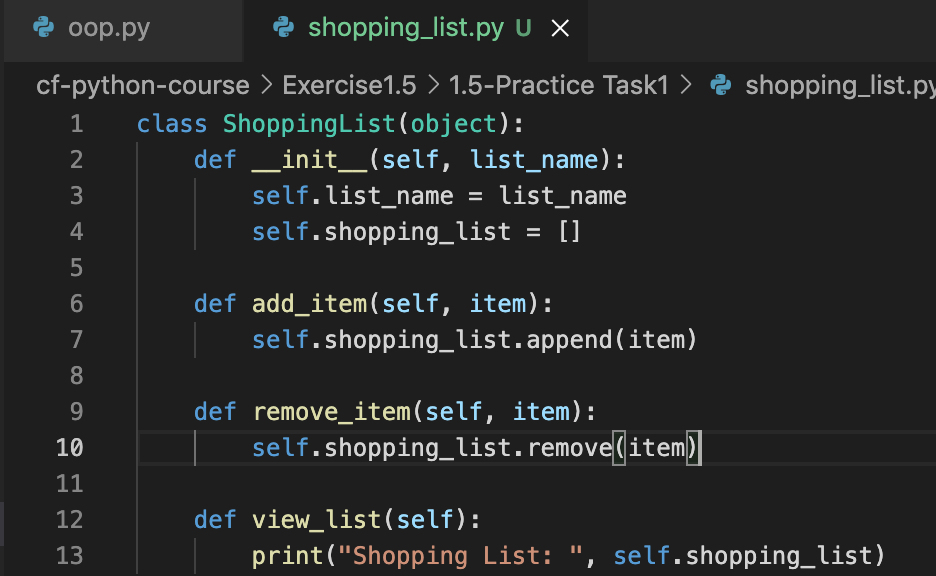 oop.py
shopping_list.py U ×
cf-python-course > Exercise1.5 > 1.5-Practice Task1 > shopping_list.py
1 class ShoppingList(object):
2     def __init__(self, list_name):
3         self.list_name = list_name
4         self.shopping_list = []
5
6     def add_item(self, item):
7         self.shopping_list.append(item)
8
9     def remove_item(self, item):
10         self.shopping_list.remove(item)
11
12     def view_list(self):
13         print("Shopping List: ", self.shopping_list)